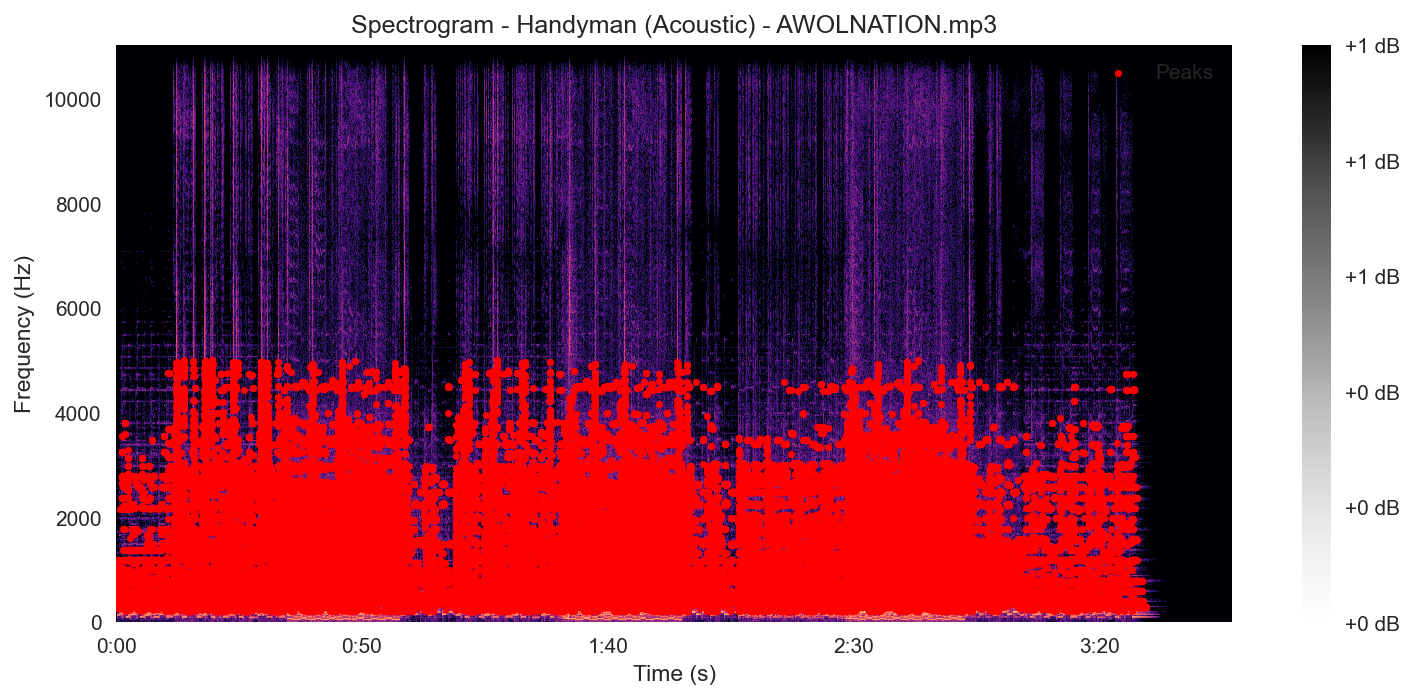 Spectrogram - Handyman (Acoustic) - AWOLNATION.mp3
Peaks
Frequency (Hz)
10000
8000
6000
4000
2000
0
0:00
0:50
1:40
2:30
3:20
Time (s)
+1 dB
+1 dB
+1 dB
+0 dB
+0 dB
+0 dB